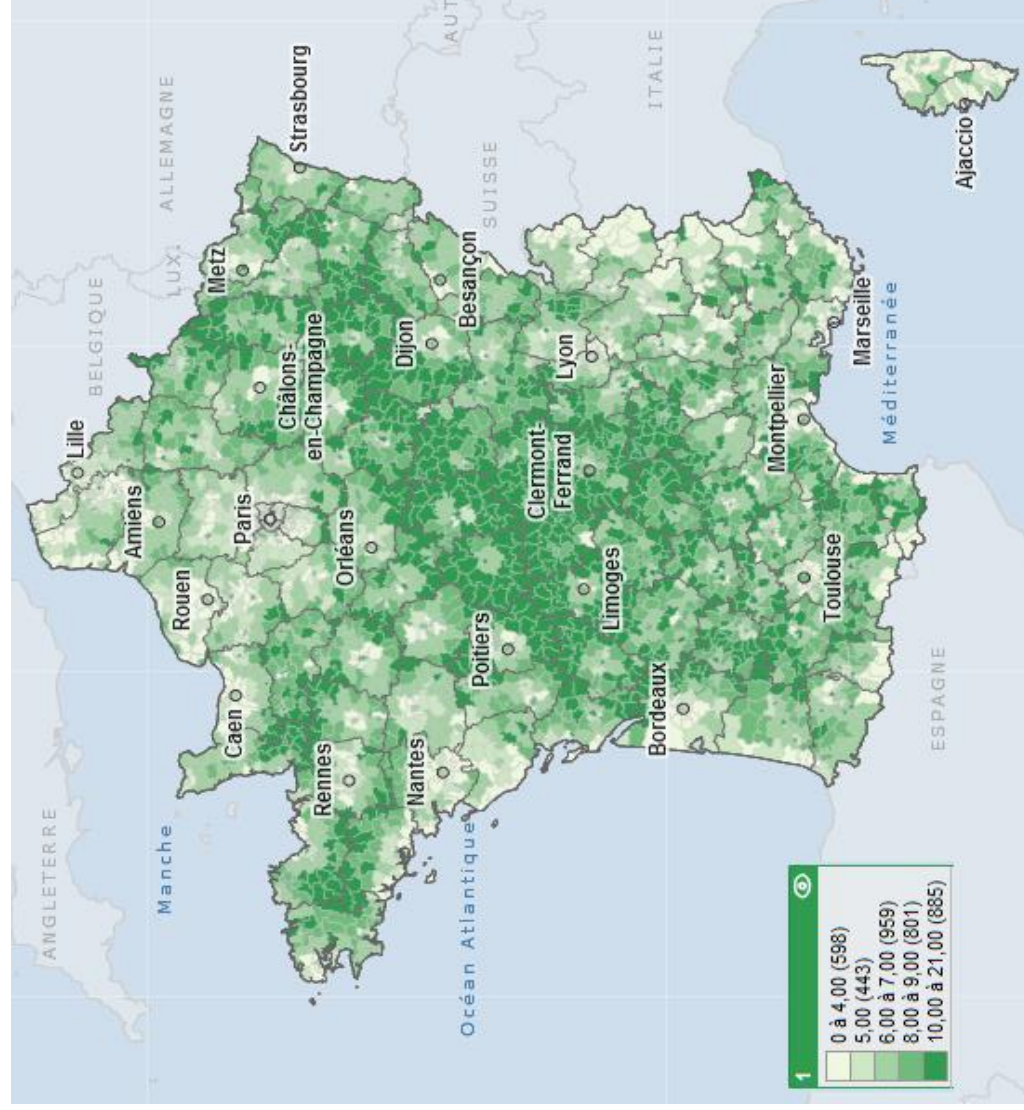 ANGLETERRE
Manche
Océan Atlantique
BELGIQUE
LUX.
ALLEMAGNE
AUT
SUISSE
ITALIE
ESPAGNE
Méditerranée
Lille
Amiens
Rouen
Caen
Paris
Metz
Strasbourg
Châlons-
en-Champagne
Rennes
Orléans
Nantes
Dijon
Besançon
Poitiers
Limoges
Clermont-
Ferrand
Lyon
Bordeaux
Toulouse
Montpellier
Marseille
Ajaccio
1
0 à 4,00 (598)
5,00 (443)
6,00 à 7,00 (959)
8,00 à 9,00 (801)
10,00 à 21,00 (885)